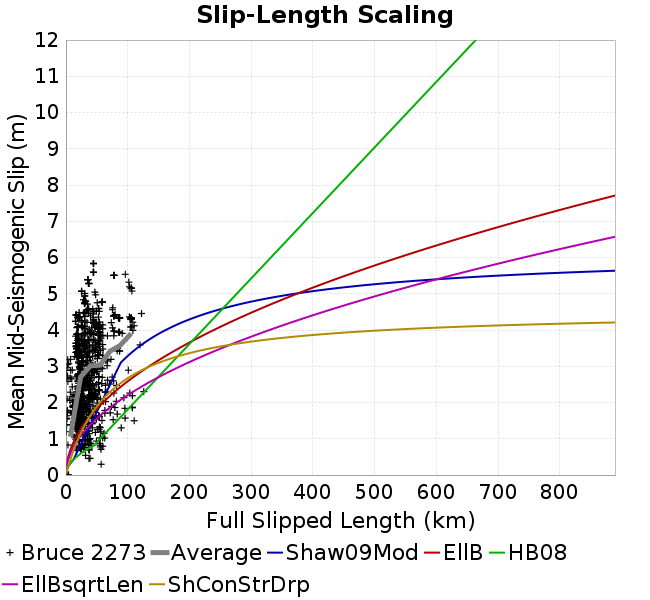 Slip-Length Scaling
Mean Mid-Seismogenic Slip (m)
12
11
10
9
8
7
6
5
4
3
2
1
0
0 100 200 300 400 500 600 700 800
Full Slipped Length (km)
Bruce 2273 Average Shaw09Mod EllB HB08
EllBsqrtLen ShConStrDrp